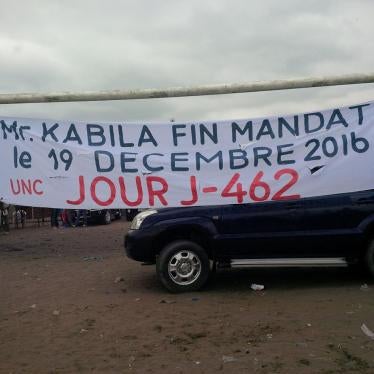 Mr. KABILA FIN MANDAT
le 19 DECEMBRE 2016
UNC JOUR J-462